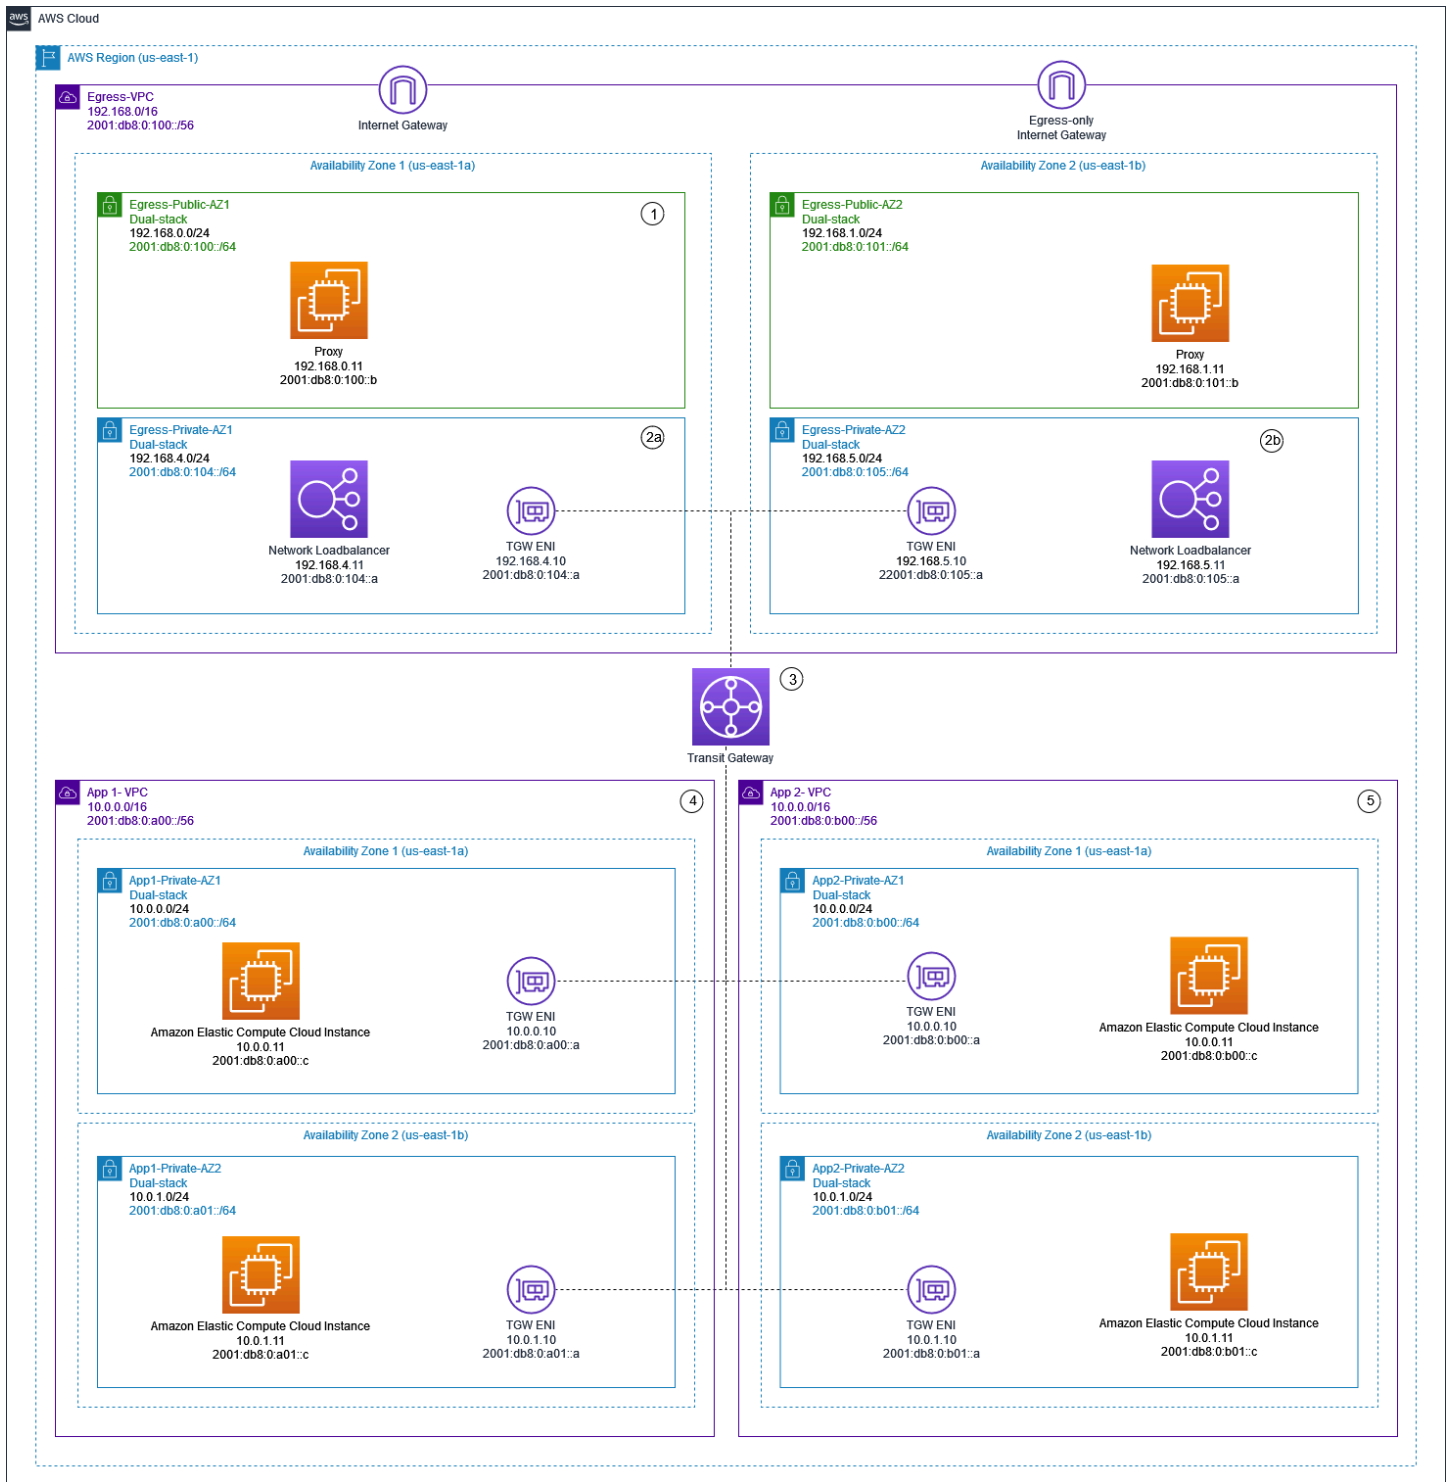 aws
AWS Cloud
AWS Region (us-east-1)
Egress-VPC
192.168.0/16
2001:db8:0:100::/56
Internet Gateway
Egress-only
Internet Gateway
Availability Zone 1 (us-east-1a)
Egress-Public-AZ1
Dual-stack
192.168.0.0/24
2001:db8:0:100::/64
1
Proxy
192.168.0.11
2001:db8:0:100::b
Availability Zone 2 (us-east-1b)
Egress-Public-AZ2
Dual-stack
192.168.1.0/24
2001:db8:0:101::/64
Proxy
192.168.1.11
2001:db8:0:101::b
Egress-Private-AZ1
Dual-stack
192.168.4.0/24
2001:db8:0:104::/64
2a
Network Loadbalancer
192.168.4.11
2001:db8:0:104::a
TGW ENI
192.168.4.10
2001:db8:0:104::a
Egress-Private-AZ2
Dual-stack
192.168.5.0/24
2001:db8:0:105::/64
2b
TGW ENI
192.168.5.10
22001:db8:0:105::a
Network Loadbalancer
192.168.5.11
2001:db8:0:105::a
3
Transit Gateway
App 1- VPC
10.0.0.0/16
2001:db8:0:a00::/56
4
Availability Zone 1 (us-east-1a)
App1-Private-AZ1
Dual-stack
10.0.0.0/24
2001:db8:0:a00::/64
Amazon Elastic Compute Cloud Instance
10.0.0.11
2001:db8:0:a00::c
TGW ENI
10.0.0.10
2001:db8:0:a00::a
Availability Zone 2 (us-east-1b)
App1-Private-AZ2
Dual-stack
10.0.1.0/24
2001:db8:0:a01::/64
Amazon Elastic Compute Cloud Instance
10.0.1.11
2001:db8:0:a01::c
TGW ENI
10.0.1.10
2001:db8:0:a01::a
App 2- VPC
10.0.0.0/16
2001:db8:0:b00::/56
5
Availability Zone 1 (us-east-1a)
App2-Private-AZ1
Dual-stack
10.0.0.0/24
2001:db8:0:b00::/64
TGW ENI
10.0.0.10
2001:db8:0:b00::a
Amazon Elastic Compute Cloud Instance
10.0.0.11
2001:db8:0:b00::c
Availability Zone 2 (us-east-1b)
App2-Private-AZ2
Dual-stack
10.0.1.0/24
2001:db8:0:b01::/64
TGW ENI
10.0.1.10
2001:db8:0:b01::a
Amazon Elastic Compute Cloud Instance
10.0.1.11
2001:db8:0:b01::c